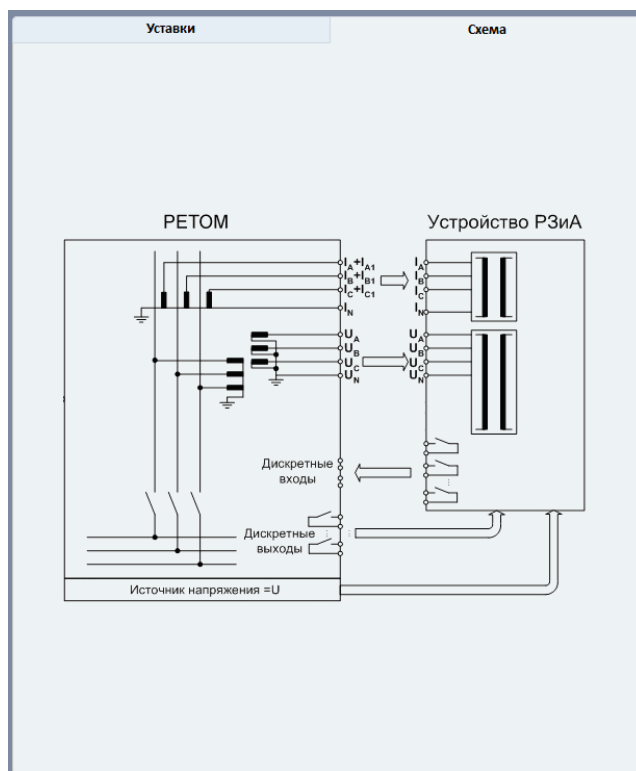 Уставки
Схема
РЕТОМ
Устройство РЗиА
IA+IA1
IB+IB1
IC+IC1
IN
IA
IB
IC
IN
UA
UB
UC
UN
UA
UB
UC
UN
Дискретные
входы
Дискретные
выходы
Источник напряжения =U